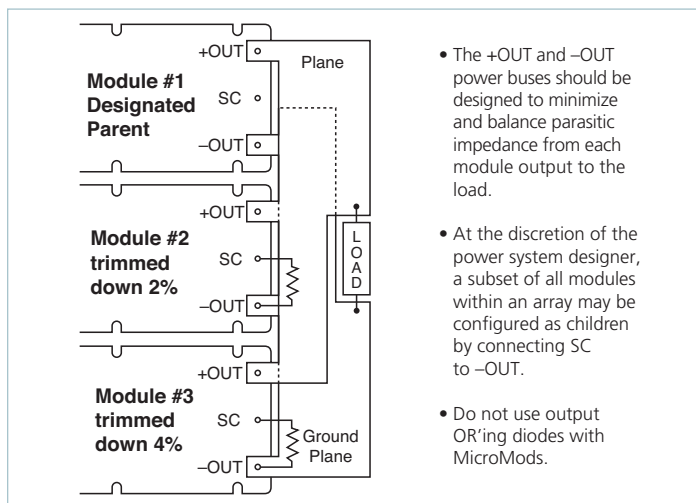 +OUT
Plane
Module #1
Designated
Parent
SC
–OUT
+OUT
Module #2
trimmed
down 2%
SC
–OUT
LOAD
+OUT
Module #3
trimmed
down 4%
SC
Ground
Plane
–OUT
• The +OUT and –OUT
power buses should be
designed to minimize
and balance parasitic
impedance from each
module output to the
load.
• At the discretion of the
power system designer,
a subset of all modules
within an array may be
configured as children
by connecting SC
to –OUT.
• Do not use output
OR’ing diodes with
MicroMods.